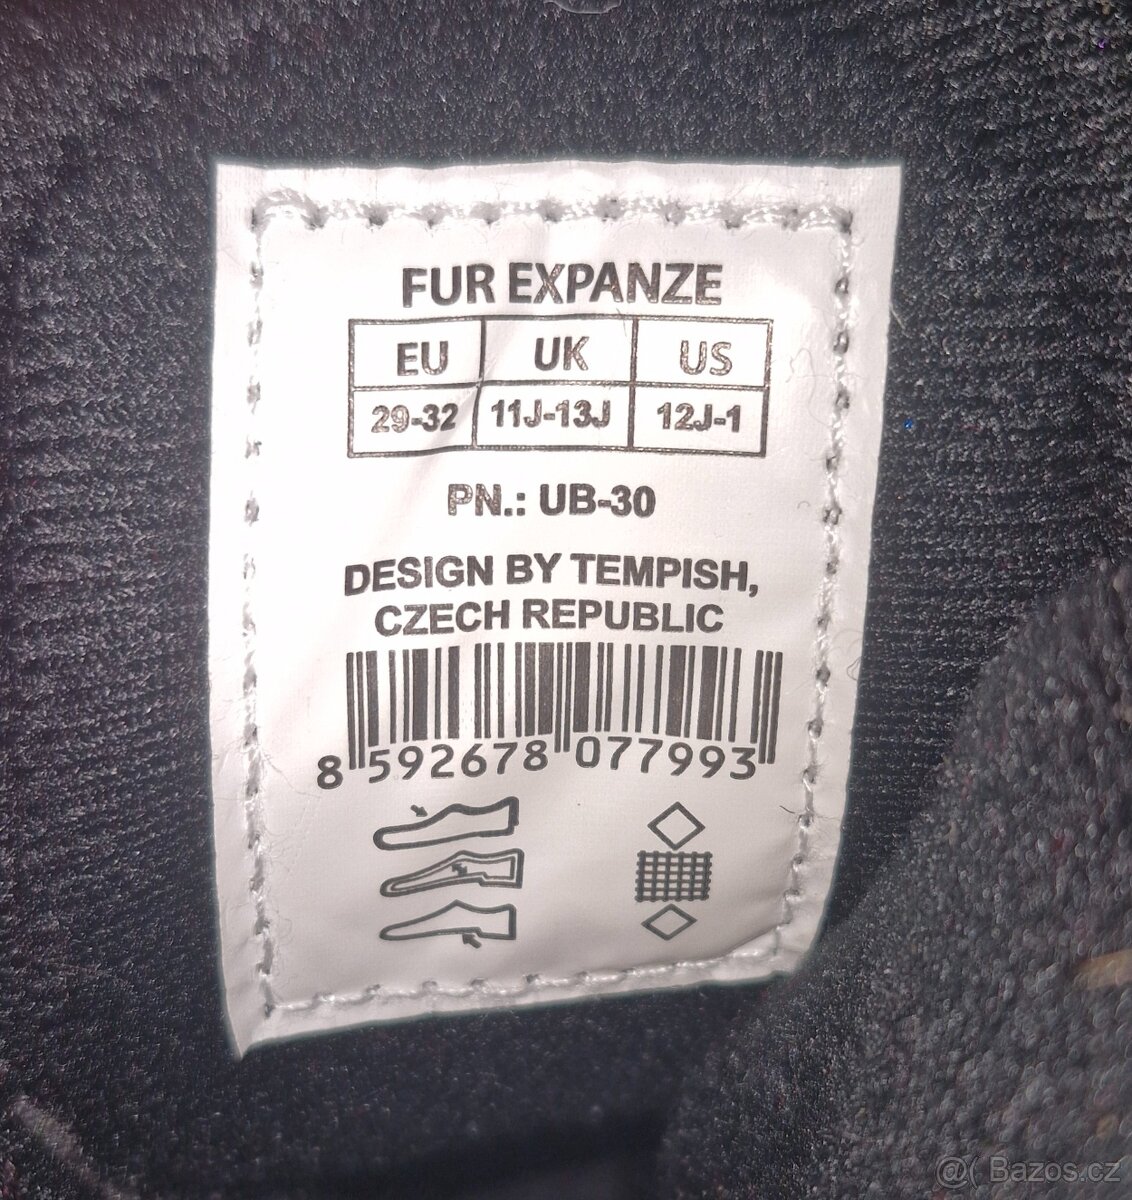 FUR EXPANZE
EU UK US
29-32 11J-13J 12J-1
PN.: UB-30
DESIGN BY TEMPISH,
CZECH REPUBLIC
8 592678 077993
@( Bazos.cz